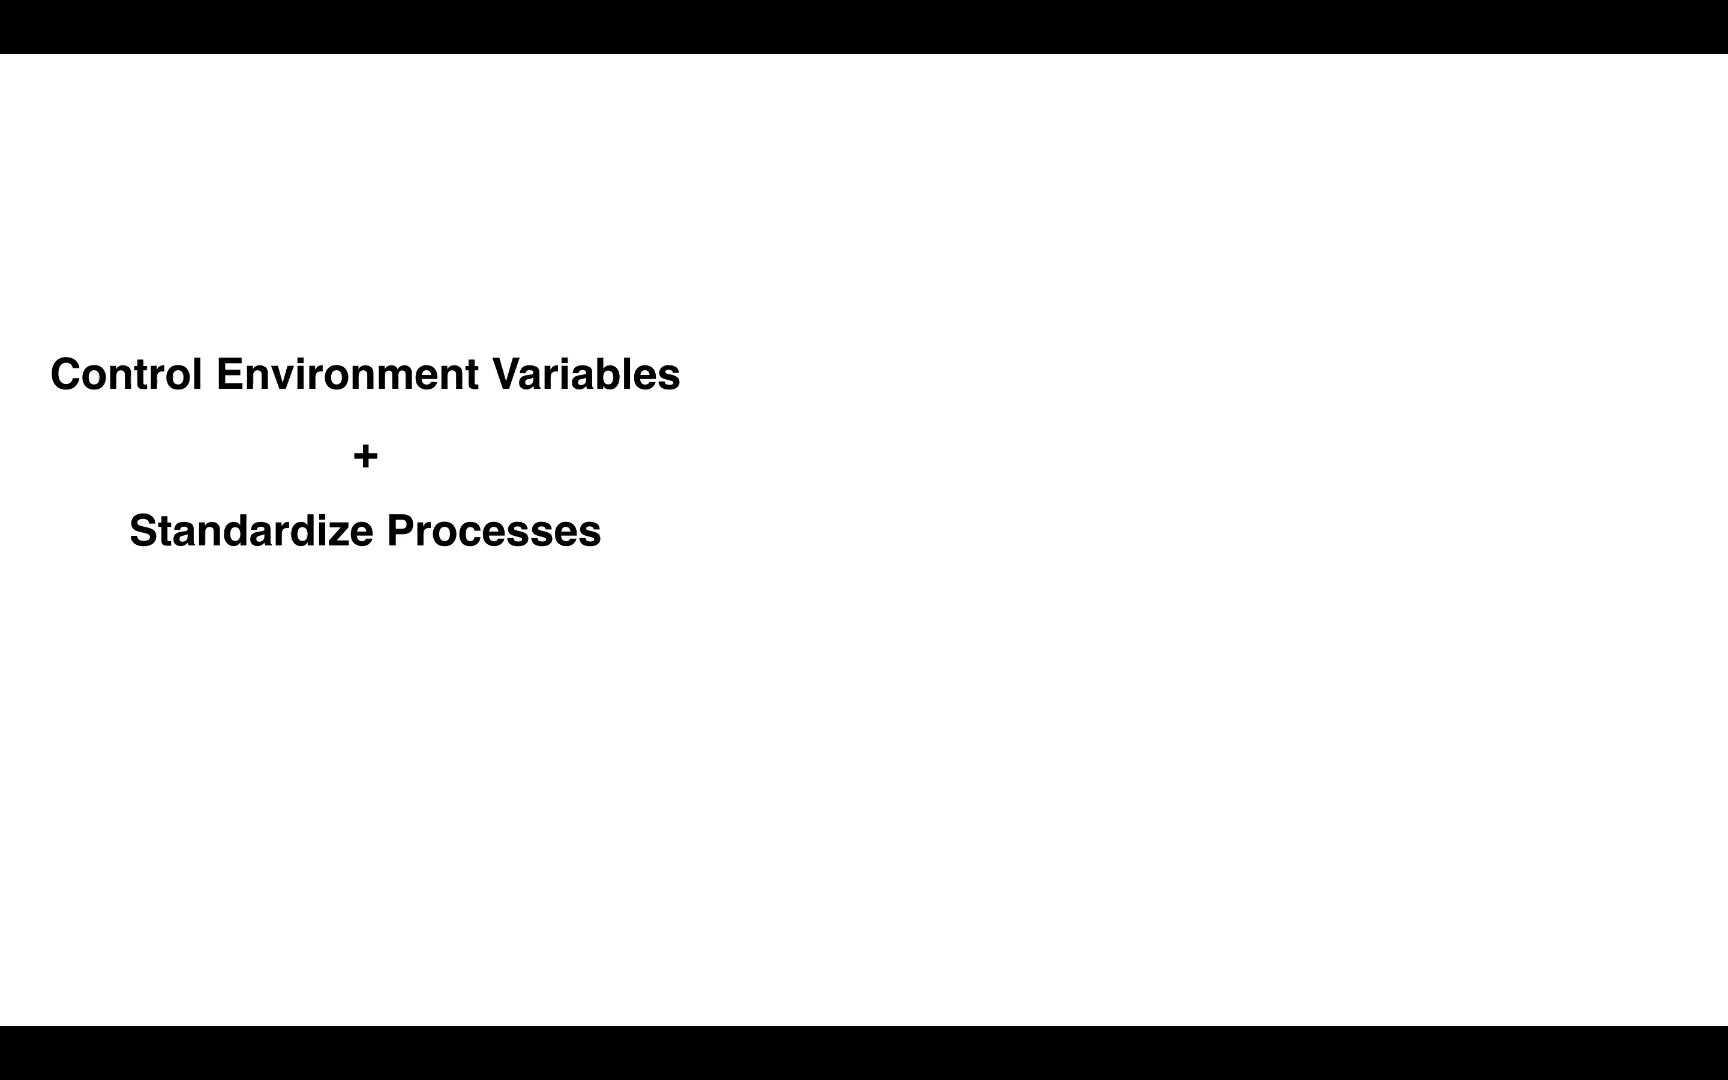 Control Environment Variables
+
Standardize Processes